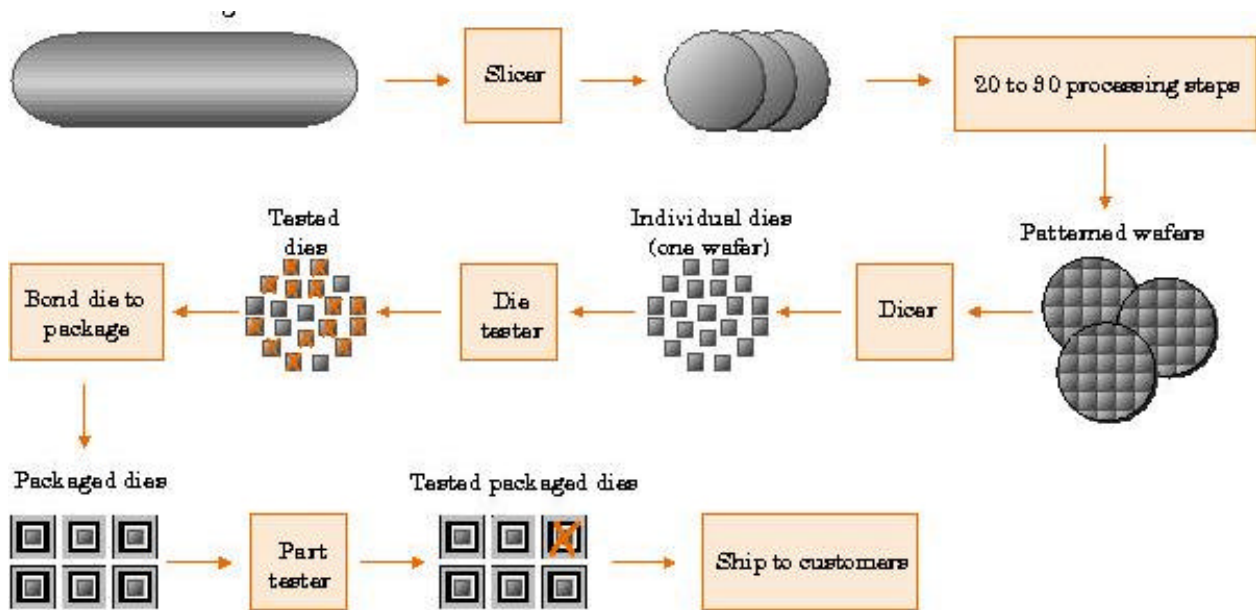 Slicer
20 to 30 processing steps
Tested
dies
Individual dies
(one wafer)
Patterned wafers
Bond die to
package
Die
tester
Dicer
Packaged dies
Tested packaged dies
Part
tester
Ship to customers